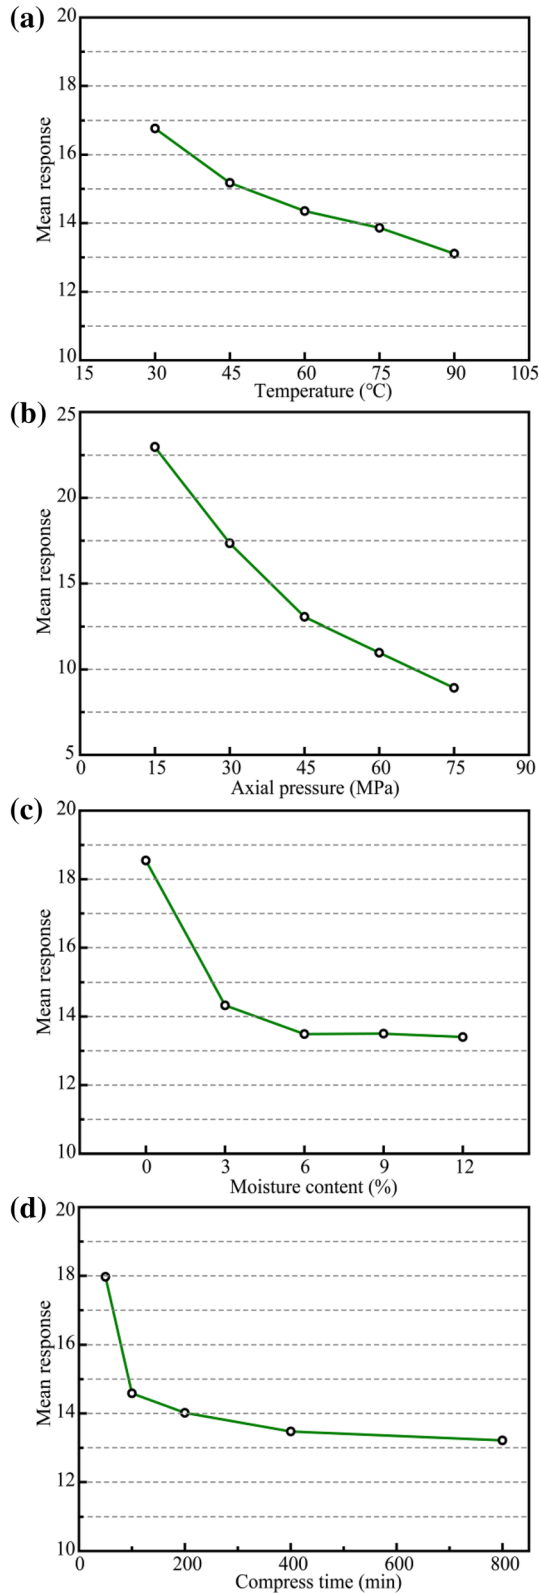 (a)
20
18
16
14
12
10
Mean response
15 30 45 60 75 90 105
Temperature (℃)
(b)
25
20
15
10
5
Mean response
0 15 30 45 60 75 90
Axial pressure (MPa)
(c)
20
18
16
14
12
10
Mean response
0 3 6 9 12
Moisture content (%)
(d)
20
18
16
14
12
10
Mean response
0 200 400 600 800
Compress time (min)